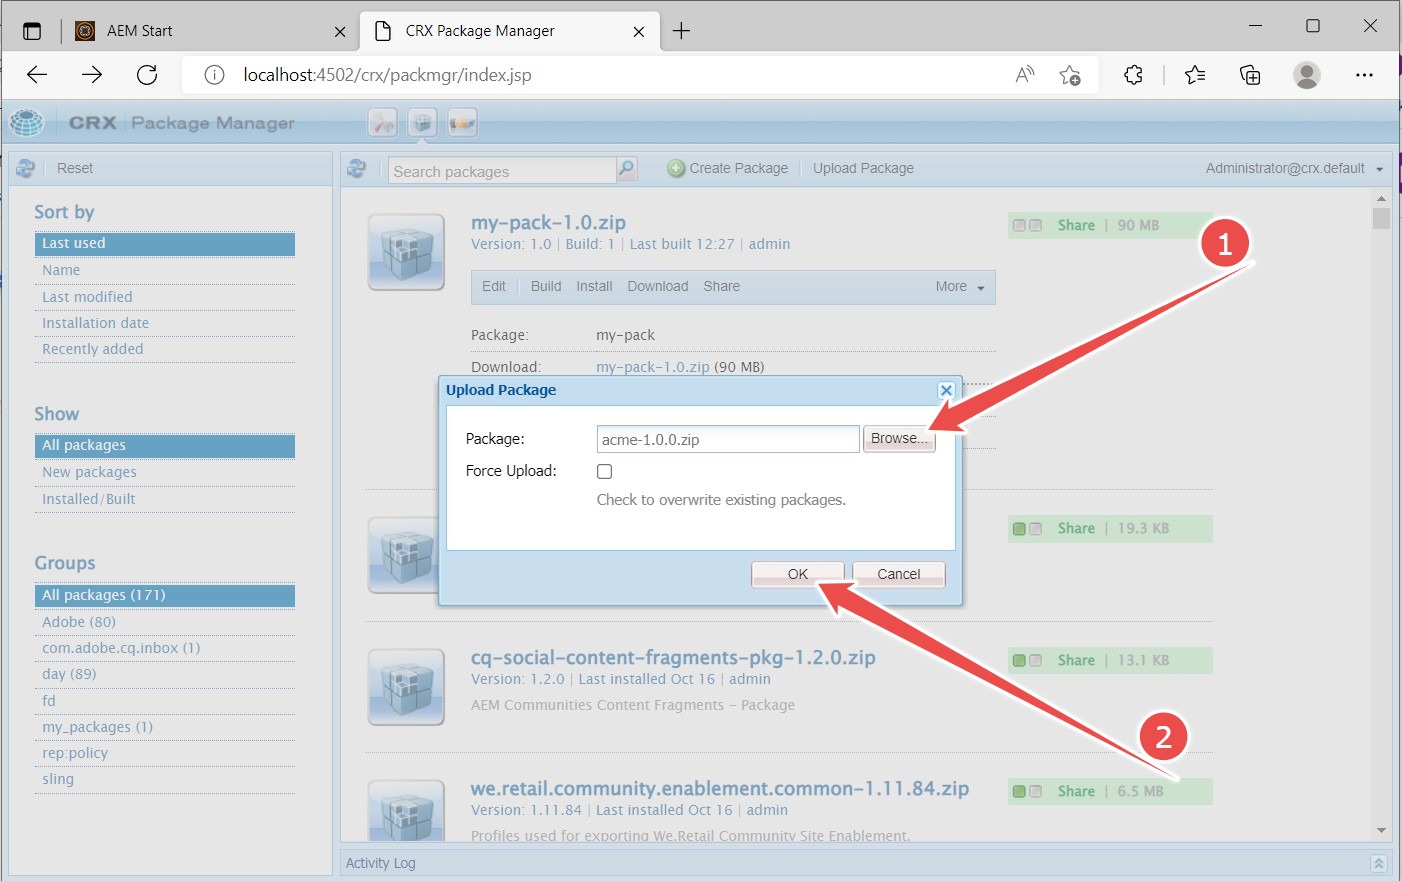 AEM Start
CRX Package Manager
localhost:4502/crx/packmgr/index.jsp
CRX Package Manager
Reset
Search packages
Create Package
Upload Package
Administrator@crx.default
Sort by
Last used
Name
Last modified
Installation date
Recently added
Show
All packages
New packages
Installed/Built
Groups
All packages (171)
Adobe (80)
com.adobe.cq.inbox (1)
day (89)
fd
my_packages (1)
rep:policy
sling
my-pack-1.0.zip
Share | 90 MB
Version: 1.0 | Build: 1 | Last built 12:27 | admin
1
Edit Build Install Download Share More
Package: my-pack
Download: my-pack-1.0.zip (90 MB)
Upload Package
Package: acme-1.0.0.zip Browse...
Force Upload:
Check to overwrite existing packages.
OK Cancel
Share | 19.3 KB
cq-social-content-fragments-pkg-1.2.0.zip
Share | 13.1 KB
Version: 1.2.0 | Last installed Oct 16 | admin
AEM Communities Content Fragments - Package
2
we.retail.community.enablement.common-1.11.84.zip
Share | 6.5 MB
Version: 1.11.84 | Last installed Oct 16 | admin
Profiles used for exporting We.Retail Community Site Enablement.
Activity Log